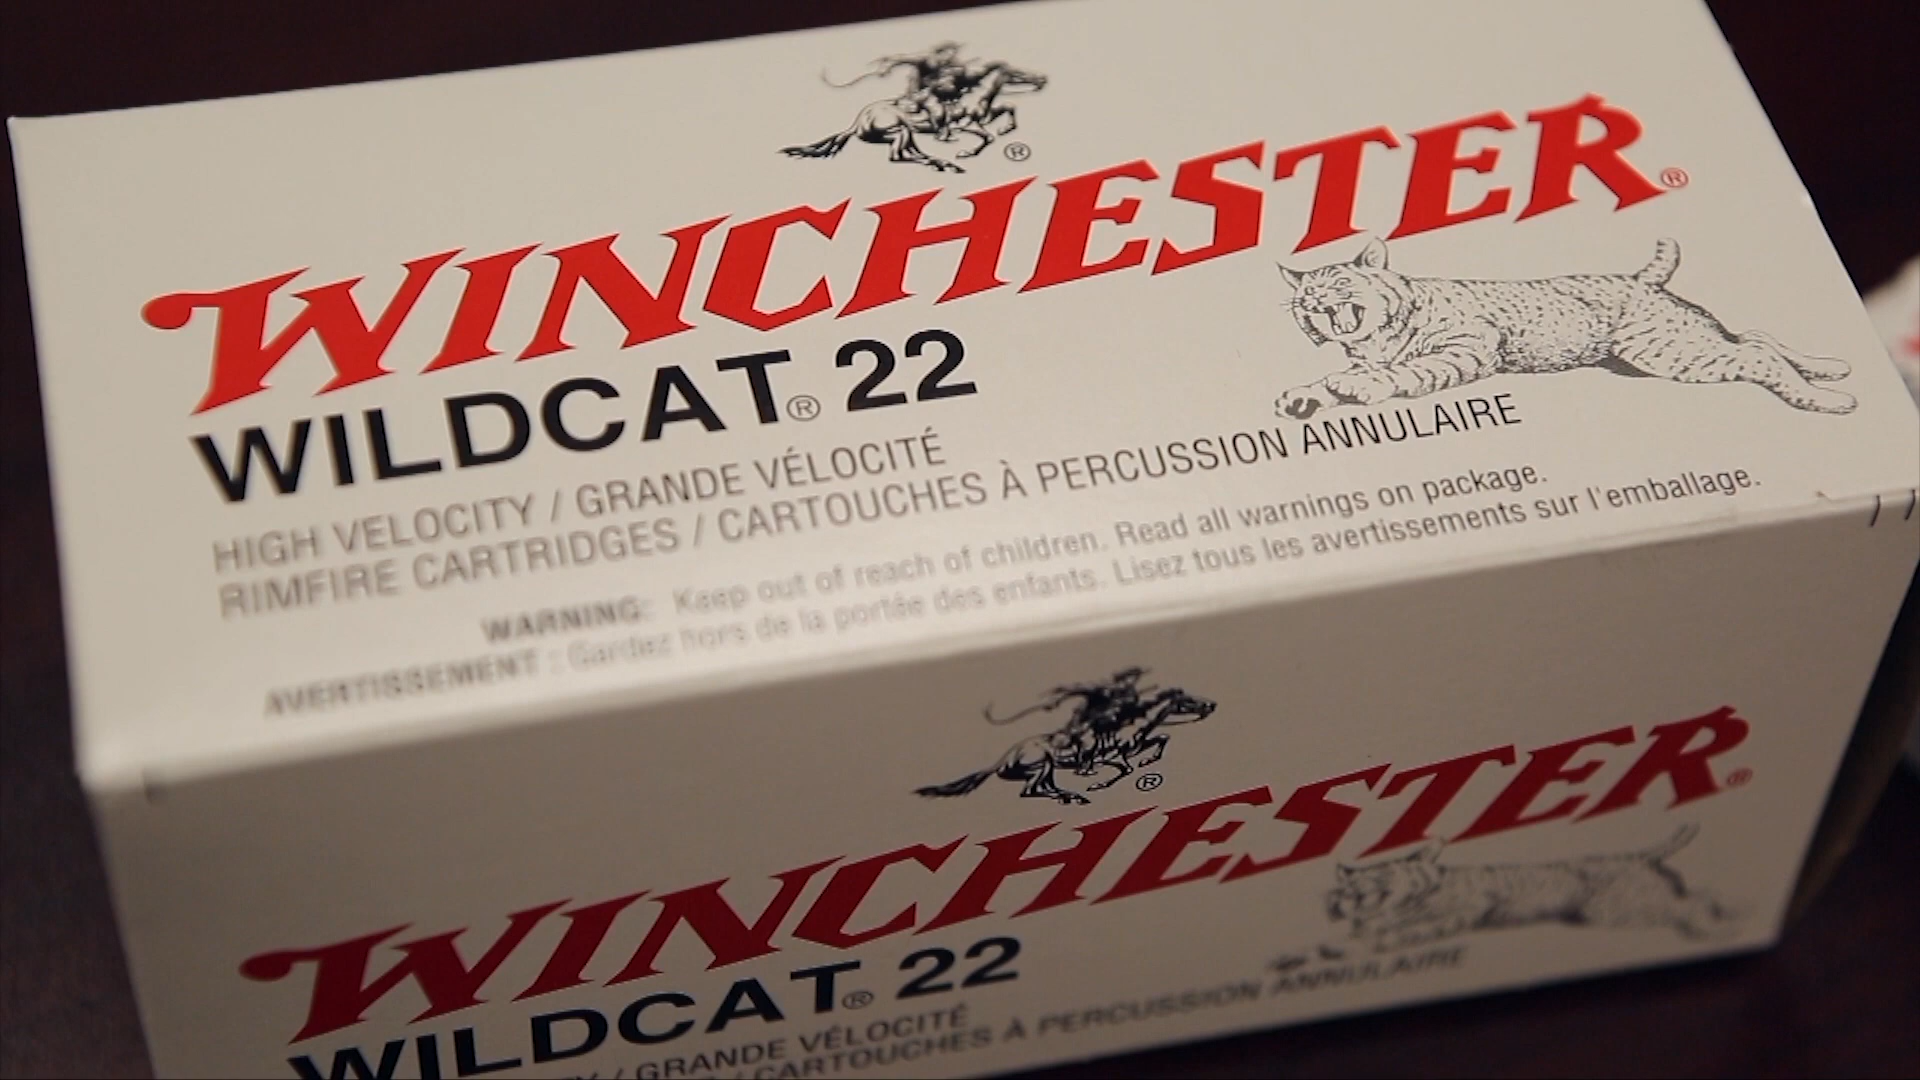 WINCHESTER®
WILDCAT® 22
HIGH VELOCITY / GRANDE VÉLOCITÉ
RIMFIRE CARTRIDGES / CARTOUCHES À PERCUSSION ANNULAIRE
WARNING: Keep out of reach of children. Read all warnings on package.
AVERTISSEMENT : Gardez hors de la portée des enfants. Lisez tous les avertissements sur l'emballage.
WINCHESTER®
WILDCAT® 22
/ GRANDE VÉLOCITÉ
/ CARTOUCHES À PERCUSSION ANNULAIRE